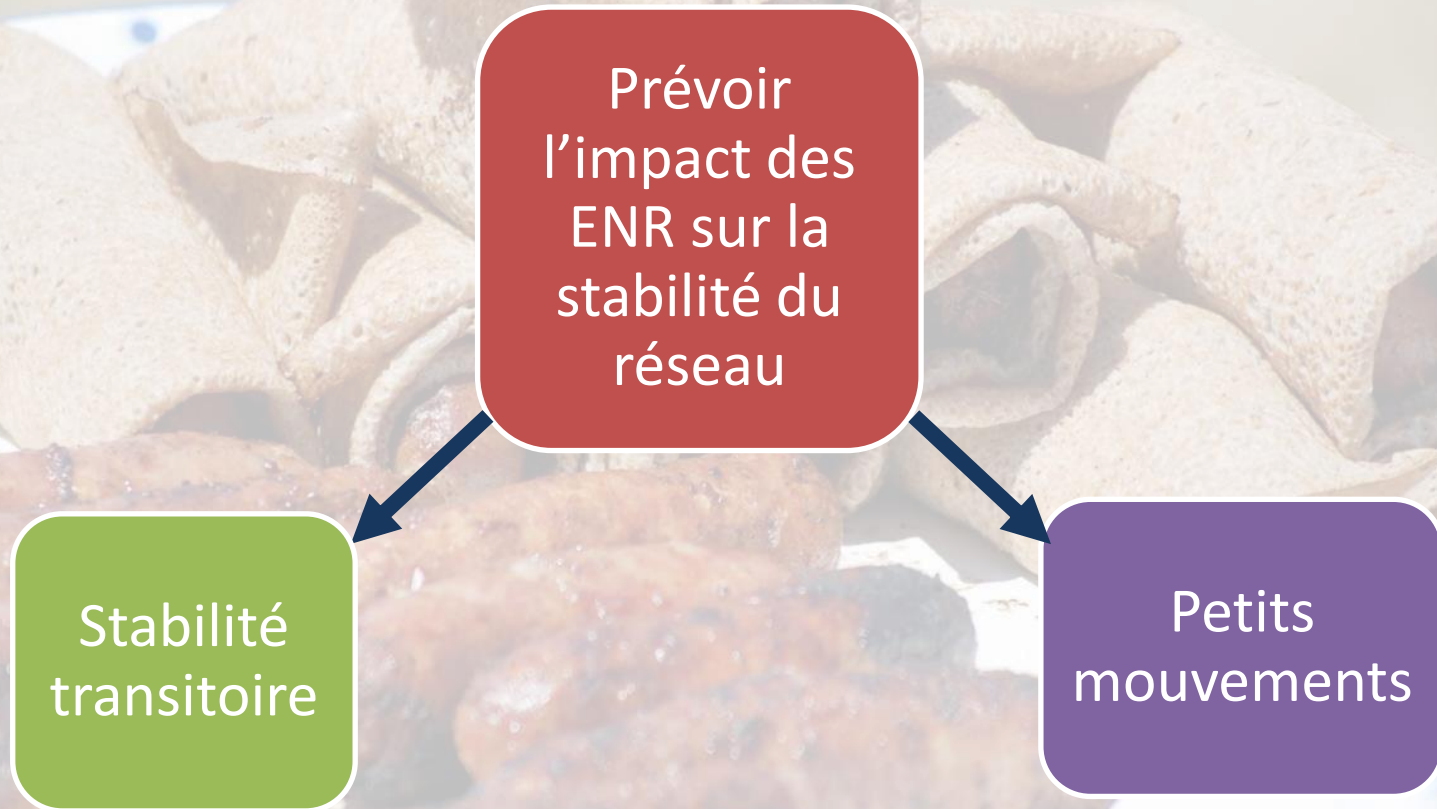 Prévoir
l’impact des
ENR sur la
stabilité du
réseau
Stabilité
transitoire
Petits
mouvements